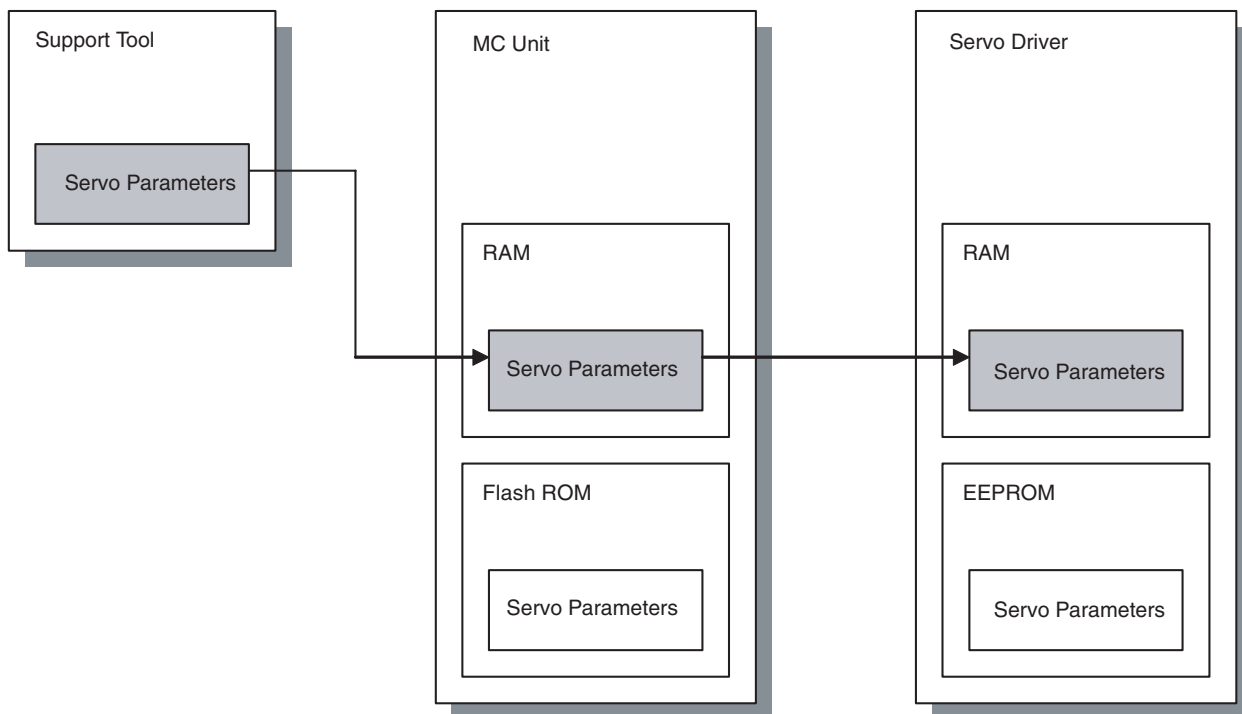 Support Tool
Servo Parameters
MC Unit
RAM
Servo Parameters
Flash ROM
Servo Parameters
Servo Driver
RAM
Servo Parameters
EEPROM
Servo Parameters